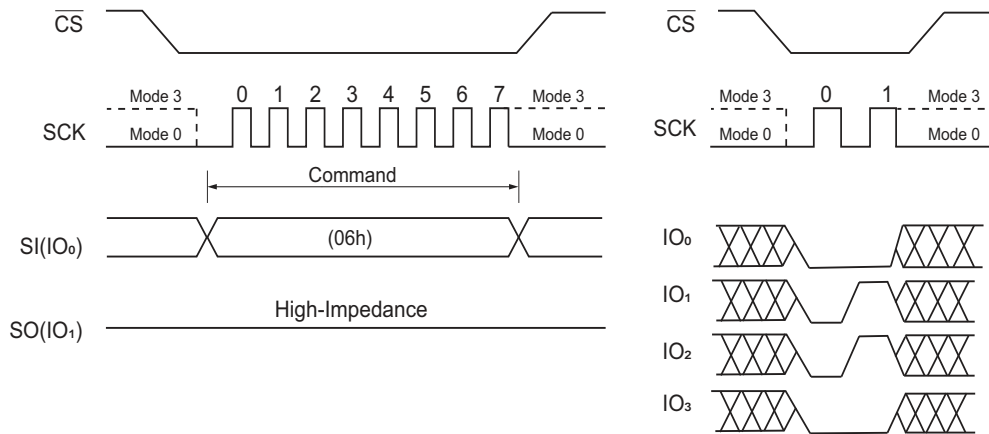 CS
Mode 3
Mode 0
SCK
0 1 2 3 4 5 6 7
Mode 3
Mode 0
Command
SI(IO₀)
(06h)
High-Impedance
SO(IO₁)
CS
Mode 3
Mode 0
SCK
0 1
Mode 3
Mode 0
IO₀
IO₁
IO₂
IO₃